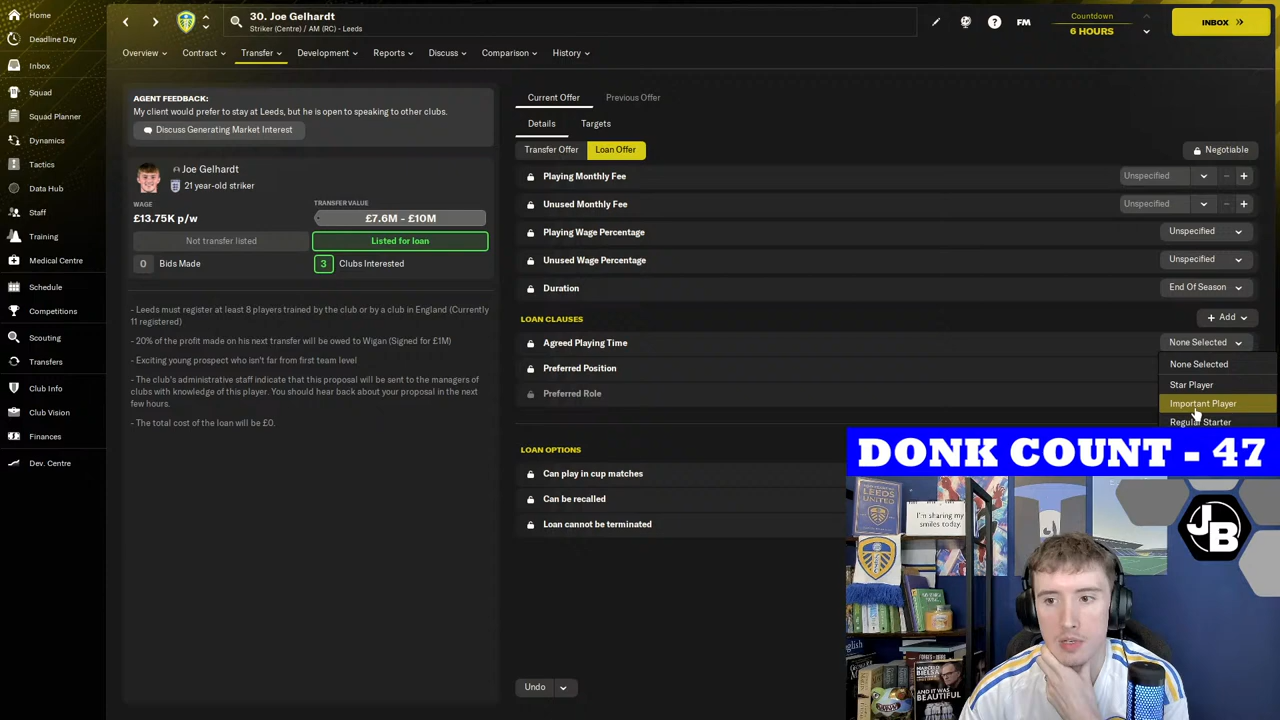 Home
Deadline Day
Inbox
Squad
Squad Planner
Dynamics
Tactics
Data Hub
Staff
Training
Medical Centre
Schedule
Competitions
Scouting
Transfers
Club Info
Club Vision
Finances
Dev. Centre
30. Joe Gelhardt
Striker (Centre) / AM (RC) - Leeds
FM
Countdown
6 HOURS
INBOX
Overview
Contract
Transfer
Development
Reports
Discuss
Comparison
History
AGENT FEEDBACK:
My client would prefer to stay at Leeds, but he is open to speaking to other clubs.
Discuss Generating Market Interest
Joe Gelhardt
21 year-old striker
WAGE
£13.75K p/w
TRANSFER VALUE
£7.6M - £10M
Not transfer listed
Listed for loan
0 Bids Made
3 Clubs Interested
- Leeds must register at least 8 players trained by the club or by a club in England (Currently
11 registered)
- 20% of the profit made on his next transfer will be owed to Wigan (Signed for £1M)
- Exciting young prospect who isn't far from first team level
- The club's administrative staff indicate that this proposal will be sent to the managers of
clubs with knowledge of this player. You should hear back about your proposal in the next
few hours.
- The total cost of the loan will be £0.
Current Offer
Previous Offer
Details
Targets
Transfer Offer
Loan Offer
Negotiable
Playing Monthly Fee
Unspecified
Unused Monthly Fee
Unspecified
Playing Wage Percentage
Unspecified
Unused Wage Percentage
Unspecified
Duration
End Of Season
LOAN CLAUSES
+ Add
Agreed Playing Time
None Selected
None Selected
Star Player
Important Player
Regular Starter
Preferred Position
Preferred Role
LOAN OPTIONS
Can play in cup matches
Can be recalled
Loan cannot be terminated
Undo
DONK COUNT - 47
LEEDS
UNITED
I'm sharing my
smiles today.
JB
MARCELO
BIELSA
AND IT WAS
BEAUTIFUL